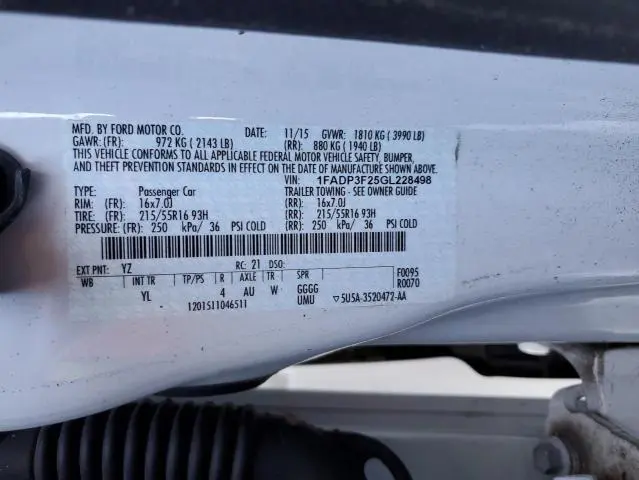 MFD. BY FORD MOTOR CO. DATE: 11/15 GVWR: 1810 KG ( 3990 LB)
GAWR: (FR): 972 KG ( 2143 LB) (RR): 880 KG ( 1940 LB)
THIS VEHICLE CONFORMS TO ALL APPLICABLE FEDERAL MOTOR VEHICLE SAFETY, BUMPER,
AND THEFT PREVENTION STANDARDS IN EFFECT ON THE DATE OF MANUFACTURE SHOWN ABOVE.
VIN: 1FADP3F25GL228498
TYPE: Passenger Car TRAILER TOWING - SEE OWNER GUIDE
RIM: (FR) 16x7.0J (RR): 16x7.0J
TIRE: (FR) 215/55R16 93H (RR): 215/55R16 93H
PRESSURE: (FR) 250 kPa/ 36 PSI COLD (RR): 250 kPa/ 36 PSI COLD
EXT PNT: YZ RC: 21 DSO: F0095
WB INT TR TP/PS R AXLE TR SPR R0070
YL 4 AU W GGGG
1201511046511 UMU ▽5U5A-3520472-AA